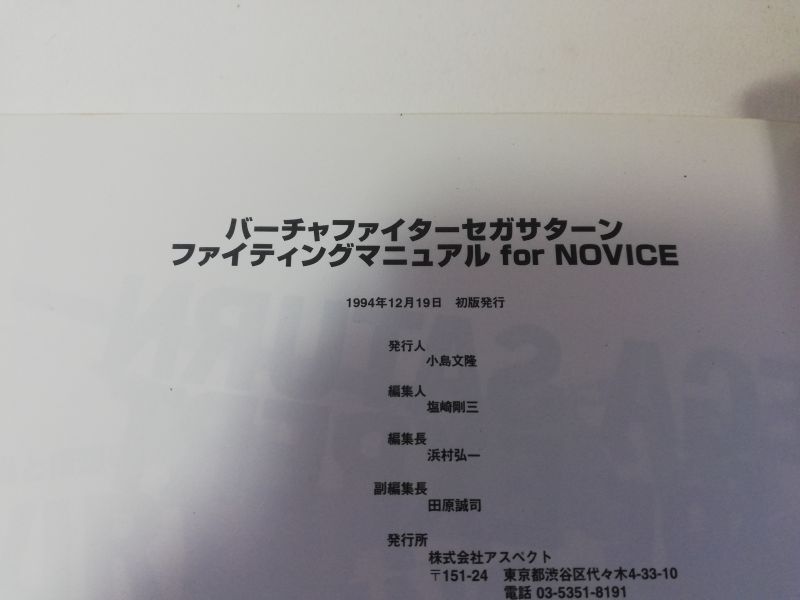 バーチャファイターセガサターン
ファイティングマニュアル for NOVICE
1994年12月19日　初版発行
発行人
小島文隆
編集人
塩崎剛三
編集長
浜村弘一
副編集長
田原誠司
発行所
株式会社アスペクト
〒151-24　東京都渋谷区代々木4-33-10
電話 03-5351-8191